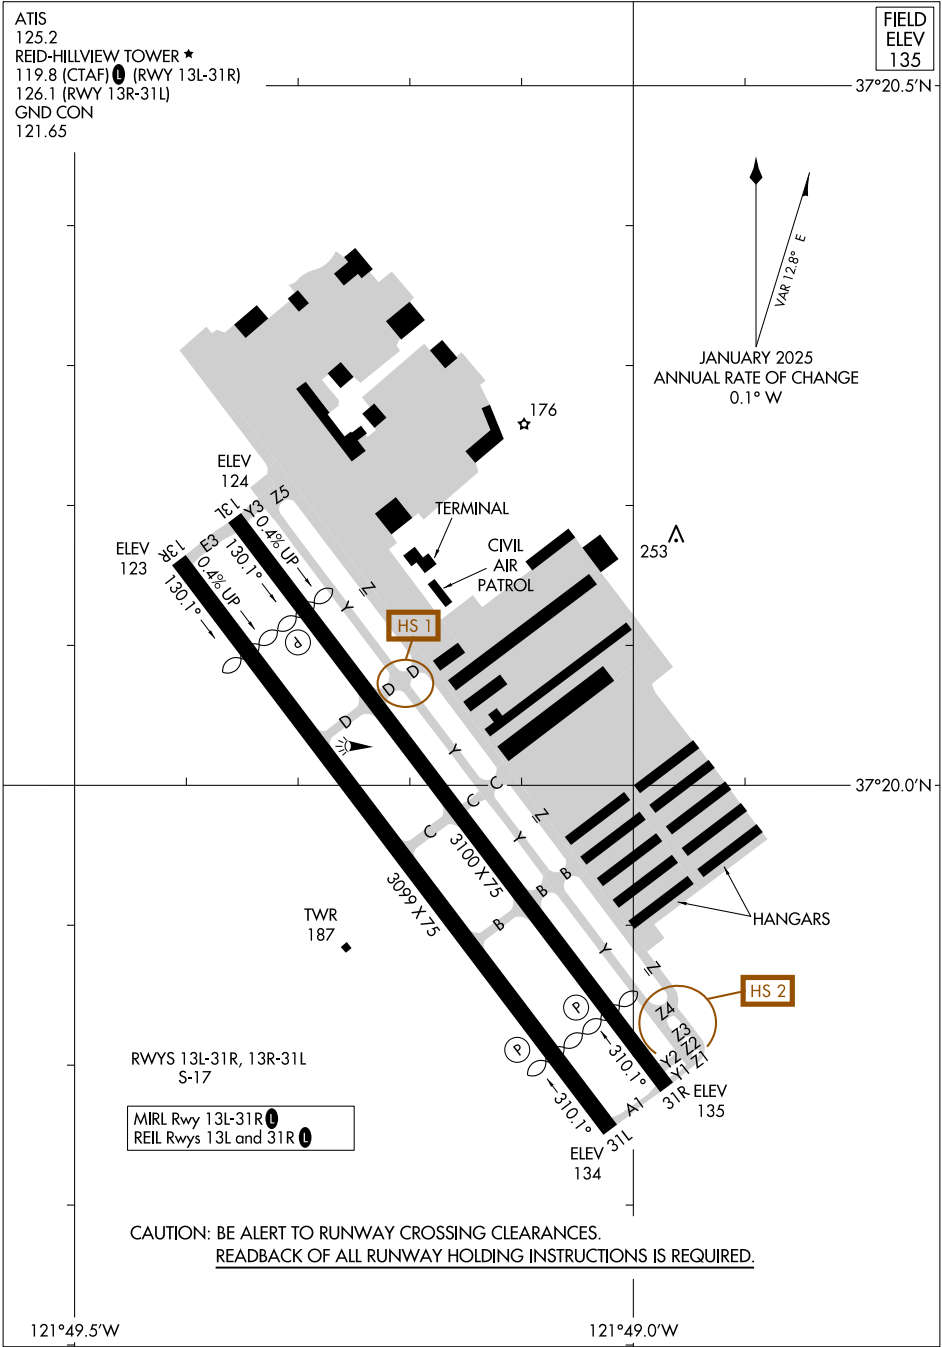 ATIS
125.2
REID-HILLVIEW TOWER ★
119.8 (CTAF) Ⓛ (RWY 13L-31R)
126.1 (RWY 13R-31L)
GND CON
121.65
FIELD
ELEV
135
37°20.5'N
VAR 12.8° E
JANUARY 2025
ANNUAL RATE OF CHANGE
0.1° W
176
ELEV
124
13L
Y3
Z5
0.4% UP
130.1°
ELEV
123
13R
E3
0.4% UP
130.1°
TERMINAL
253
CIVIL
AIR
PATROL
Z
Y
P
HS 1
D
D
D
Y
C
C
C
Z
Y
37°20.0'N
3100 X 75
3099 X 75
B
B
B
HANGARS
TWR
187
Y
Z
HS 2
P
P
Z4
Z3
Z2
Z1
Y2
Y1
310.1°
310.1°
31R
ELEV
135
A1
31L
ELEV
134
RWYS 13L-31R, 13R-31L
S-17
MIRL Rwy 13L-31R Ⓛ
REIL Rwys 13L and 31R Ⓛ
CAUTION: BE ALERT TO RUNWAY CROSSING CLEARANCES.
READBACK OF ALL RUNWAY HOLDING INSTRUCTIONS IS REQUIRED.
121°49.5'W
121°49.0'W